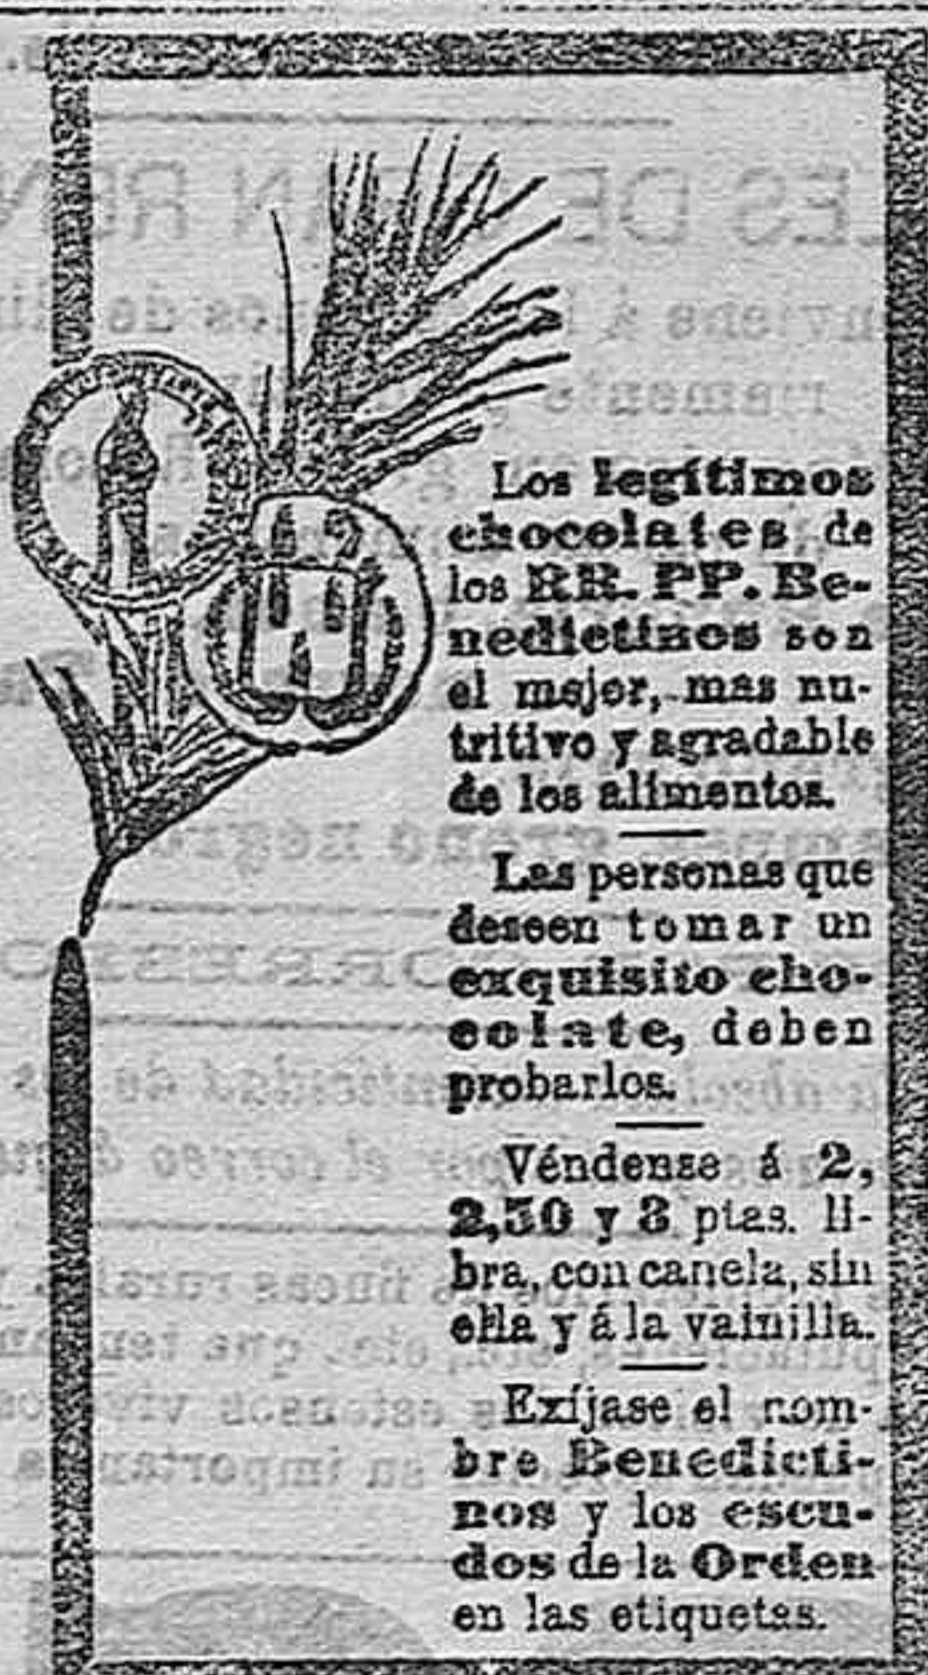 Los legítimos
chocolates de
los RR. PP. Be-
nedictinos son
el mejor, mas nu-
tritivo y agradable
de los alimentos.
Las personas que
deseen tomar un
exquisito cho-
colate, deben
probarlos.
Véndense á 2,
2,50 y 3 ptas. li-
bra, con canela, sin
ella y á la vainilla.
Exíjase el nom-
bre Benedicti-
nos y los escu-
dos de la Orden
en las etiquetas.